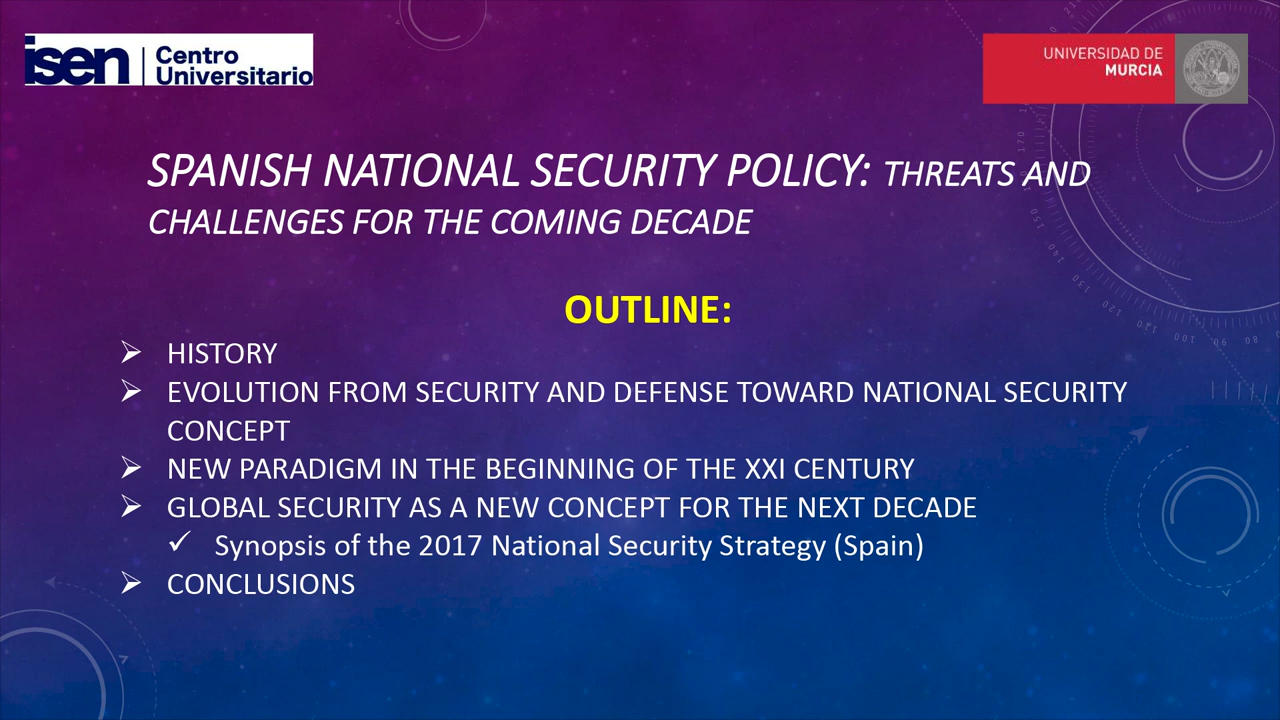 isen
Centro
Universitario
UNIVERSIDAD DE
MURCIA
SPANISH NATIONAL SECURITY POLICY: THREATS AND
CHALLENGES FOR THE COMING DECADE
OUTLINE:
➢ HISTORY
➢ EVOLUTION FROM SECURITY AND DEFENSE TOWARD NATIONAL SECURITY
CONCEPT
➢ NEW PARADIGM IN THE BEGINNING OF THE XXI CENTURY
➢ GLOBAL SECURITY AS A NEW CONCEPT FOR THE NEXT DECADE
✓ Synopsis of the 2017 National Security Strategy (Spain)
➢ CONCLUSIONS